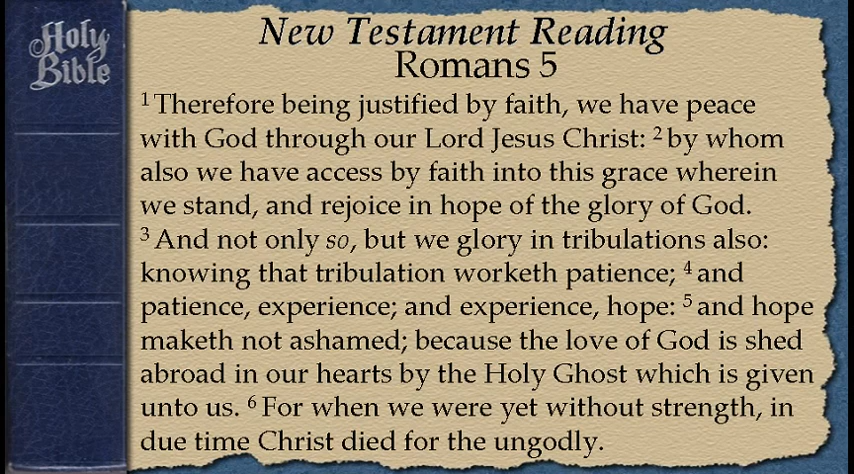 Holy
Bible
New Testament Reading
Romans 5
1 Therefore being justified by faith, we have peace
with God through our Lord Jesus Christ: 2 by whom
also we have access by faith into this grace wherein
we stand, and rejoice in hope of the glory of God.
3 And not only so, but we glory in tribulations also:
knowing that tribulation worketh patience; 4 and
patience, experience; and experience, hope: 5 and hope
maketh not ashamed; because the love of God is shed
abroad in our hearts by the Holy Ghost which is given
unto us. 6 For when we were yet without strength, in
due time Christ died for the ungodly.